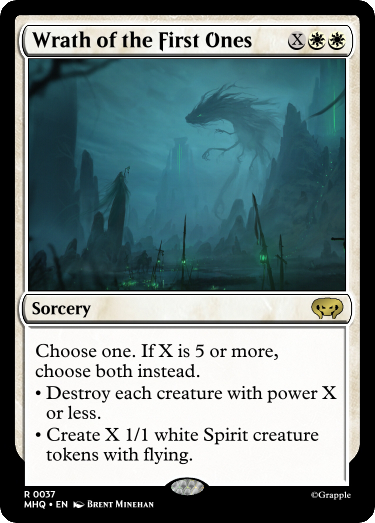 Wrath of the First Ones X
Sorcery
Choose one. If X is 5 or more,
choose both instead.
• Destroy each creature with power X
or less.
• Create X 1/1 white Spirit creature
tokens with flying.
R 0037
MHQ • EN Brent Minehan
©Grapple